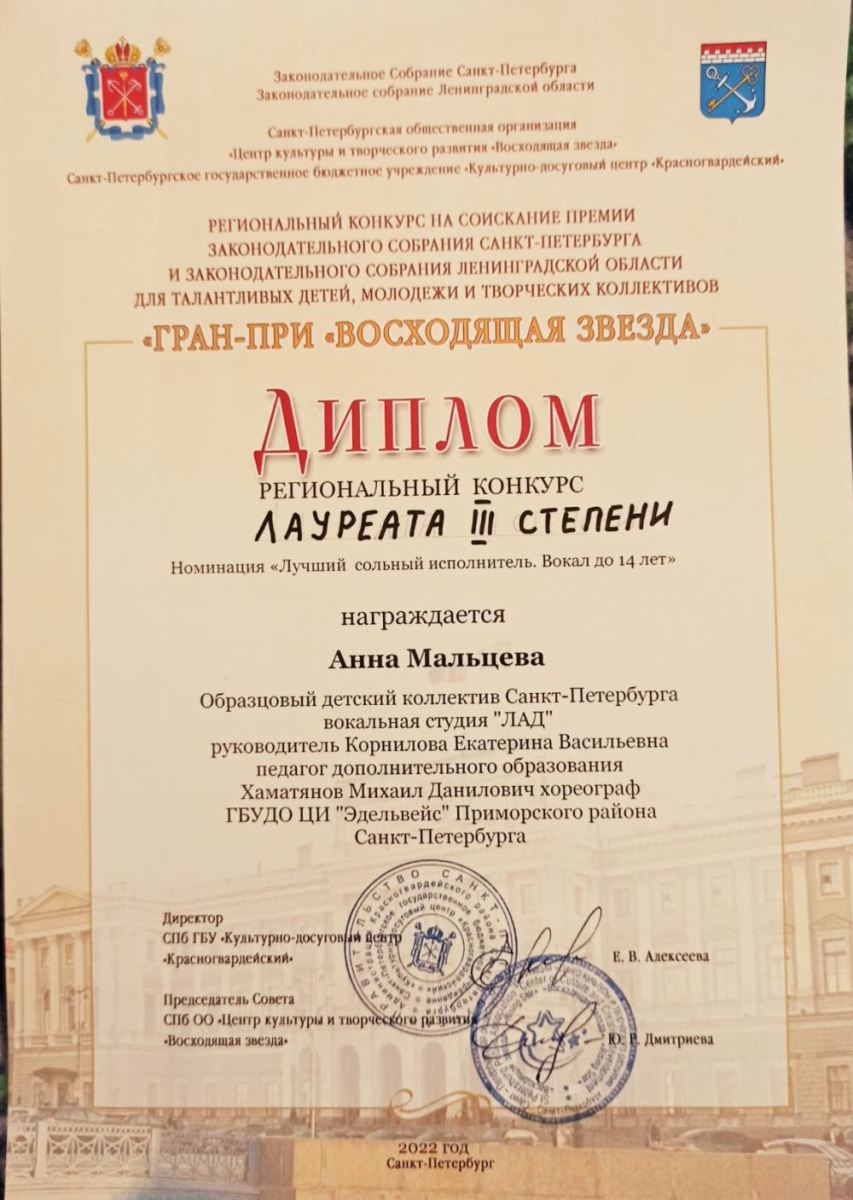 Законодательное Собрание Санкт-Петербурга
Законодательное собрание Ленинградской области
Санкт-Петербургская общественная организация
«Центр культуры и творческого развития «Восходящая звезда»
Санкт-Петербургское государственное бюджетное учреждение «Культурно-досуговый центр «Красногвардейский»
РЕГИОНАЛЬНЫЙ КОНКУРС НА СОИСКАНИЕ ПРЕМИИ
ЗАКОНОДАТЕЛЬНОГО СОБРАНИЯ САНКТ-ПЕТЕРБУРГА
И ЗАКОНОДАТЕЛЬНОГО СОБРАНИЯ ЛЕНИНГРАДСКОЙ ОБЛАСТИ
ДЛЯ ТАЛАНТЛИВЫХ ДЕТЕЙ, МОЛОДЕЖИ И ТВОРЧЕСКИХ КОЛЛЕКТИВОВ
«ГРАН-ПРИ «ВОСХОДЯЩАЯ ЗВЕЗДА»
ДИПЛОМ
РЕГИОНАЛЬНЫЙ КОНКУРС
ЛАУРЕАТА III СТЕПЕНИ
Номинация «Лучший сольный исполнитель. Вокал до 14 лет»
награждается
Анна Мальцева
Образцовый детский коллектив Санкт-Петербурга
вокальная студия "ЛАД"
руководитель Корнилова Екатерина Васильевна
педагог дополнительного образования
Хаматянов Михаил Данилович хореограф
ГБУДО ЦИ "Эдельвейс" Приморского района
Санкт-Петербурга
Директор
СПб ГБУ «Культурно-досуговый центр
«Красногвардейский»
Е. В. Алексеева
Председатель Совета
СПб ОО «Центр культуры и творческого развития
«Восходящая звезда»
Ю. Р. Дмитриева
2022 ГОД
Санкт-Петербург